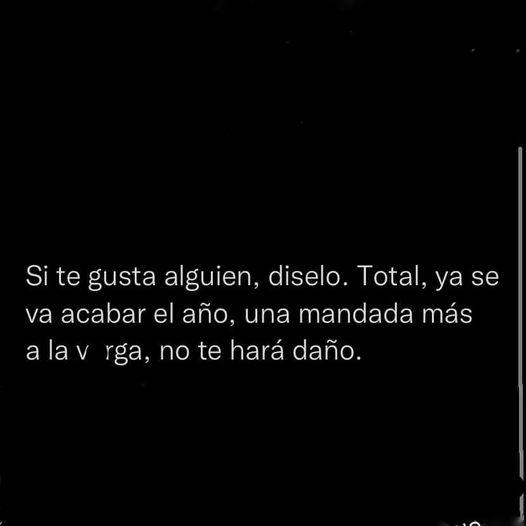 Si te gusta alguien, diselo. Total, ya se
va acabar el año, una mandada más
a la v rga, no te hará daño.